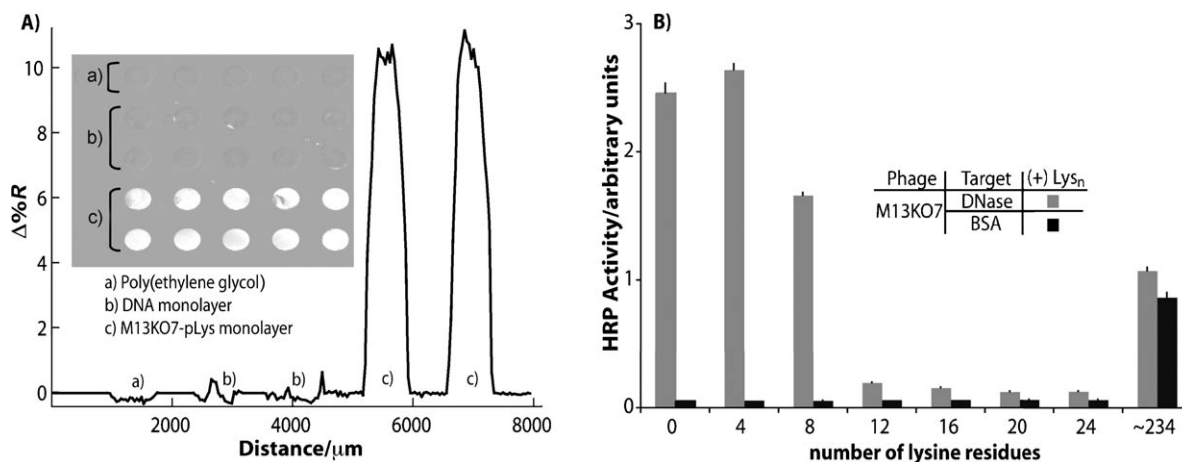 A)
Δ%R
10
8
6
4
2
0
a)
b)
c)
a) Poly(ethylene glycol)
b) DNA monolayer
c) M13KO7-pLys monolayer
a)
b)
b)
c)
c)
2000
4000
6000
8000
Distance/μm
B)
HRP Activity/arbitrary units
3
2
1
0
Phage Target (+) Lysn
M13KO7 DNase
BSA
0
4
8
12
16
20
24
~234
number of lysine residues